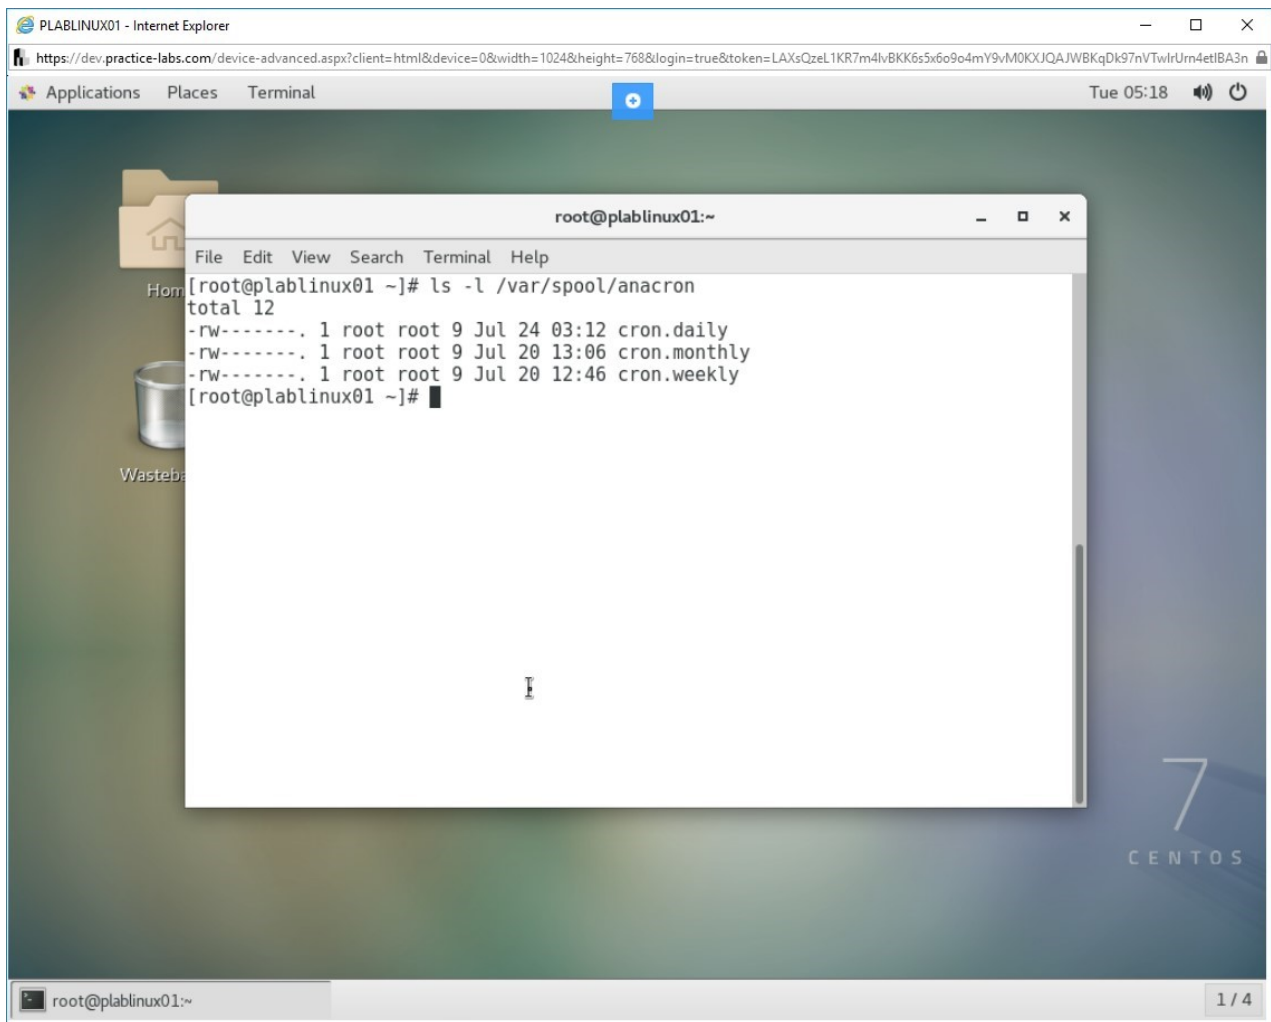 PLABLINUX01 - Internet Explorer
https://dev.practice-labs.com/device-advanced.aspx?client=html&device=0&width=1024&height=768&login=true&token=
Applications Places Terminal Tue 05:18
root@plablinux01:~
File Edit View Search Terminal Help
[root@plablinux01 ~]# ls -l /var/spool/anacron
total 12
-rw-------. 1 root root 9 Jul 24 03:12 cron.daily
-rw-------. 1 root root 9 Jul 20 13:06 cron.monthly
-rw-------. 1 root root 9 Jul 20 12:46 cron.weekly
[root@plablinux01 ~]#
Hom
Wasteba
7
CENTOS
root@plablinux01:~
1 / 4